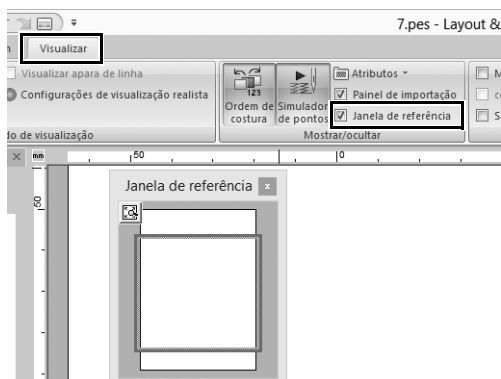 7.pes - Layout &
Visualizar
Visualizar apara de linha
Configurações de visualização realista
do de visualização
Ordem de costura
123
Simulador de pontos
Atributos
Painel de importação
Janela de referência
Mostrar/ocultar
mm
50
0
50
Janela de referência